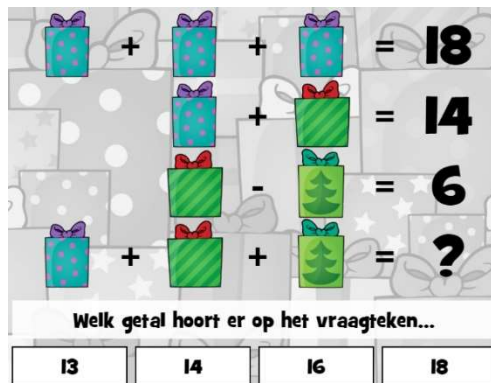 + + = 18
+ = 14
- = 6
+ + = ?
Welk getal hoort er op het vraagteken...
13 14 16 18